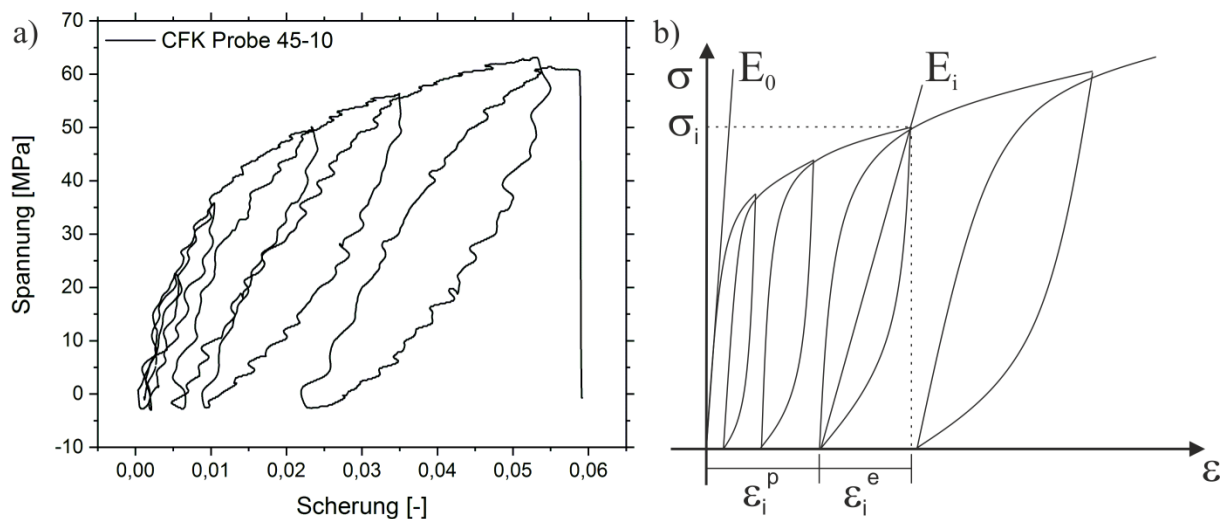 a)
CFK Probe 45-10
Spannung [MPa]
70
60
50
40
30
20
10
0
-10
0,00 0,01 0,02 0,03 0,04 0,05 0,06
Scherung [-]
b)
σ
E₀
Eᵢ
σᵢ
εᵢᵖ
εᵢᵉ
ε